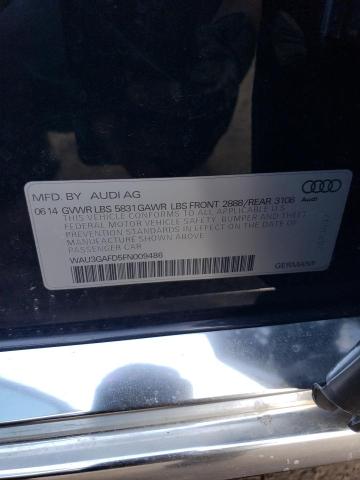 MFD. BY AUDI AG
Audi
0614 GVWR LBS 5831 GAWR LBS FRONT 2888/REAR 3106
THIS VEHICLE CONFORMS TO ALL APPLICABLE U.S.
FEDERAL MOTOR VEHICLE SAFETY, BUMPER AND THEFT
PREVENTION STANDARDS IN EFFECT ON THE DATE OF
MANUFACTURE SHOWN ABOVE
PASSENGER CAR
WAU3GAFD5FN009486
GERMANY